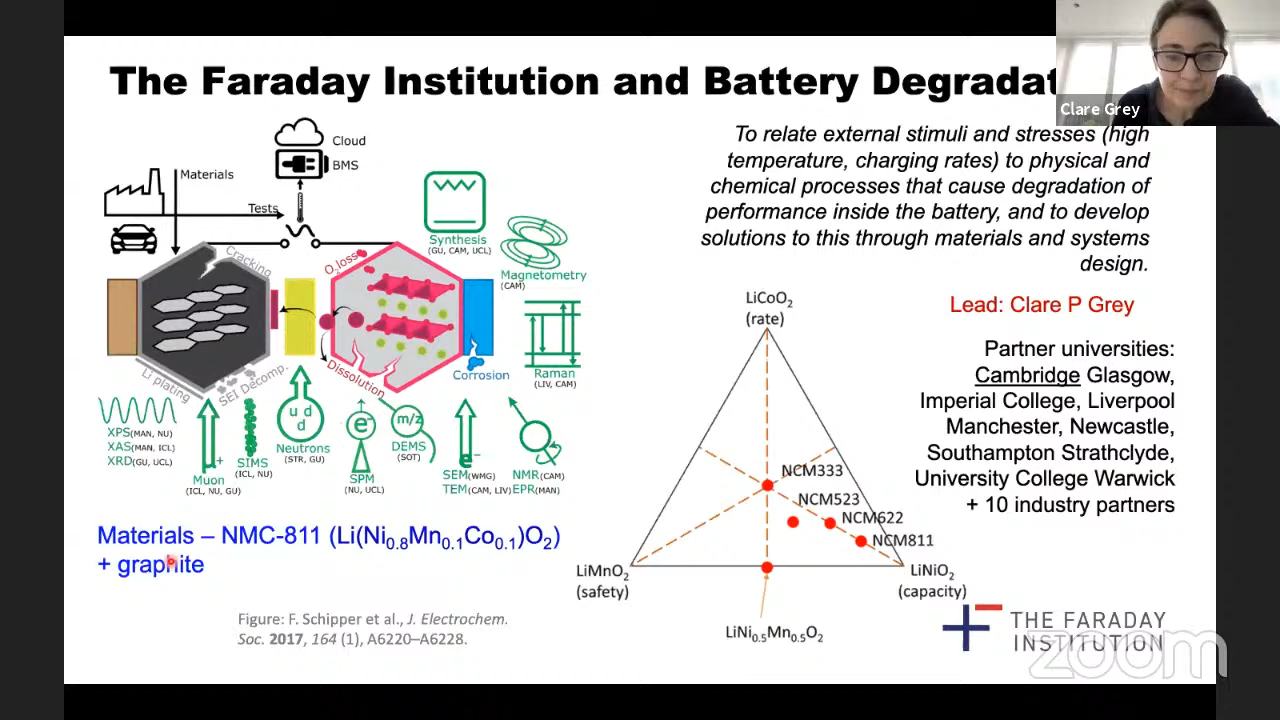 The Faraday Institution and Battery Degradat
Clare Grey
To relate external stimuli and stresses (high
temperature, charging rates) to physical and
chemical processes that cause degradation of
performance inside the battery, and to develop
solutions to this through materials and systems
design.
Lead: Clare P Grey
Partner universities:
Cambridge Glasgow,
Imperial College, Liverpool
Manchester, Newcastle,
Southampton Strathclyde,
University College Warwick
+ 10 industry partners
Cloud
BMS
Materials
Tests
Cracking
O₂loss
Synthesis
(GU, CAM, UCL)
Magnetometry
(CAM)
Raman
(LIV, CAM)
Li plating
SEI Decomp.
Dissolution
Corrosion
XPS(MAN, NU)
XAS(MAN, ICL)
XRD(GU, UCL)
μ+
Muon
(ICL, NU, GU)
SIMS
(ICL, NU)
u d
d
Neutrons
(STR, GU)
e⁻
SPM
(NU, UCL)
m/z
DEMS
(SOT)
e⁻
SEM(WMG)
TEM(CAM, LIV)
NMR(CAM)
EPR(MAN)
Materials – NMC-811 (Li(Ni₀.₈Mn₀.₁Co₀.₁)O₂)
+ graphite
LiCoO₂
(rate)
NCM333
NCM523
NCM622
NCM811
LiMnO₂
(safety)
LiNiO₂
(capacity)
LiNi₀.₅Mn₀.₅O₂
Figure: F. Schipper et al., J. Electrochem.
Soc. 2017, 164 (1), A6220–A6228.
THE FARADAY
INSTITUTION
zoom